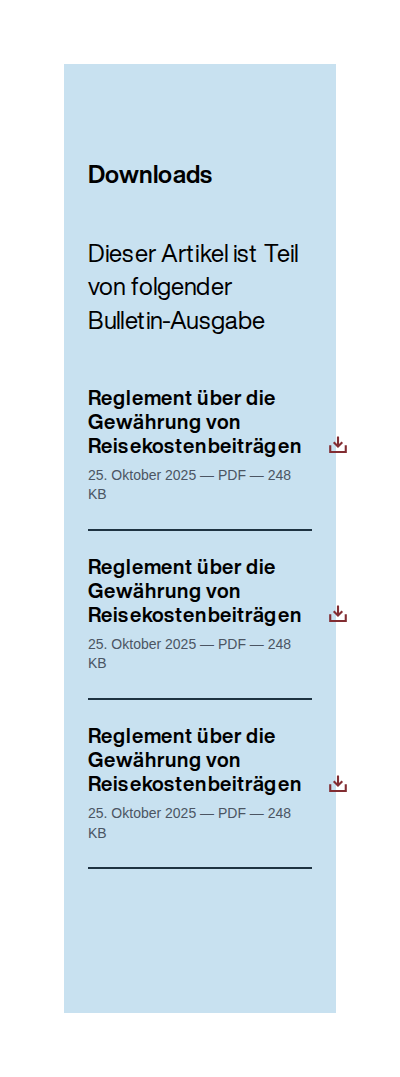 Downloads
Dieser Artikel ist Teil
von folgender
Bulletin-Ausgabe
Reglement über die
Gewährung von
Reisekostenbeiträgen
25. Oktober 2025 — PDF — 248
KB
Reglement über die
Gewährung von
Reisekostenbeiträgen
25. Oktober 2025 — PDF — 248
KB
Reglement über die
Gewährung von
Reisekostenbeiträgen
25. Oktober 2025 — PDF — 248
KB